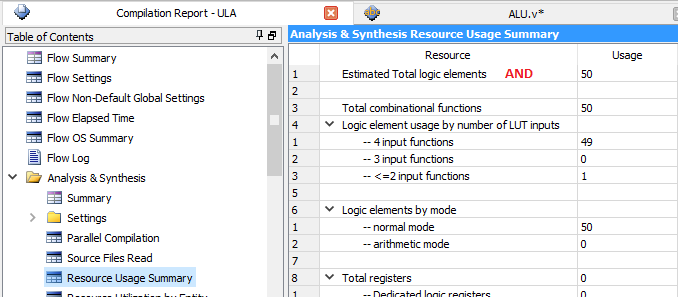 Compilation Report - ULA
ALU.v*
Table of Contents
Flow Summary
Flow Settings
Flow Non-Default Global Settings
Flow Elapsed Time
Flow OS Summary
Flow Log
Analysis & Synthesis
Summary
Settings
Parallel Compilation
Source Files Read
Resource Usage Summary
Resource Utilization by Entity
Analysis & Synthesis Resource Usage Summary
Resource Usage
1 Estimated Total logic elements AND 50
2
3 Total combinational functions 50
4 Logic element usage by number of LUT inputs
1 -- 4 input functions 49
2 -- 3 input functions 0
3 -- <=2 input functions 1
5
6 Logic elements by mode
1 -- normal mode 50
2 -- arithmetic mode 0
7
8 Total registers 0
1 -- Dedicated logic registers 0